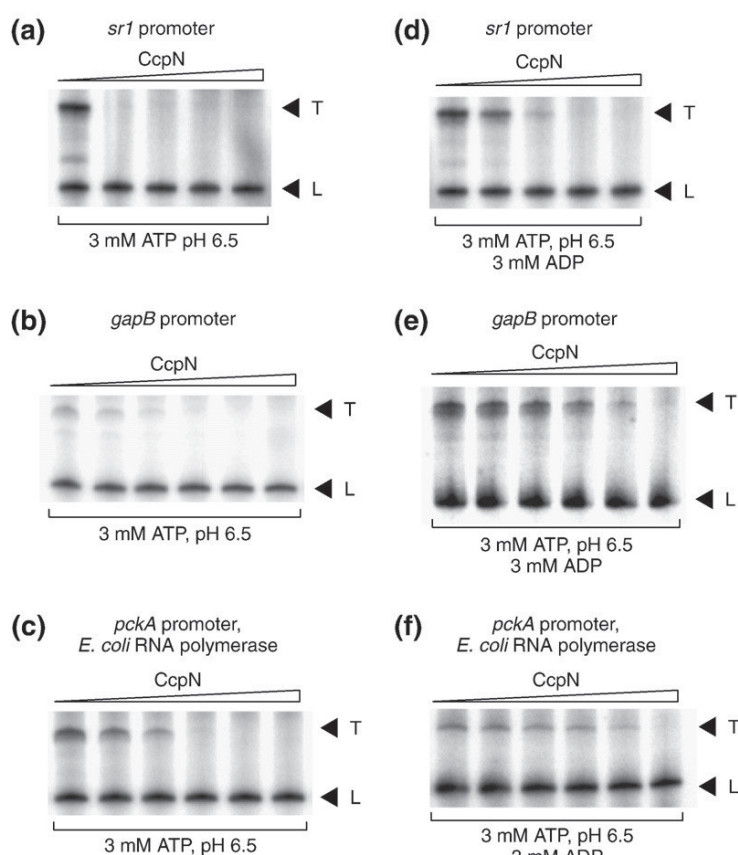 (a)
sr1 promoter
CcpN
T
L
3 mM ATP pH 6.5
(b)
gapB promoter
CcpN
T
L
3 mM ATP, pH 6.5
(c)
pckA promoter,
E. coli RNA polymerase
CcpN
T
L
3 mM ATP, pH 6.5
(d)
sr1 promoter
CcpN
T
L
3 mM ATP, pH 6.5
3 mM ADP
(e)
gapB promoter
CcpN
T
L
3 mM ATP, pH 6.5
3 mM ADP
(f)
pckA promoter,
E. coli RNA polymerase
CcpN
T
L
3 mM ATP, pH 6.5
3 mM ADP